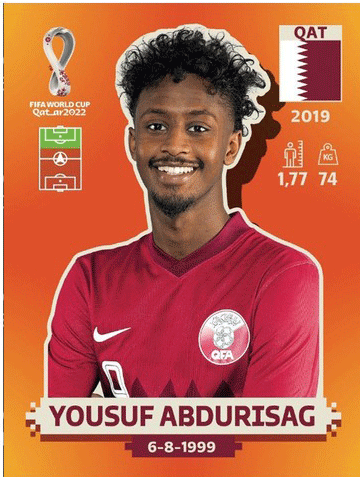 QAT
FIFA WORLD CUP
Qatar2022
2019
KG
1,77 74
QFA
YOUSUF ABDURISAG
6-8-1999